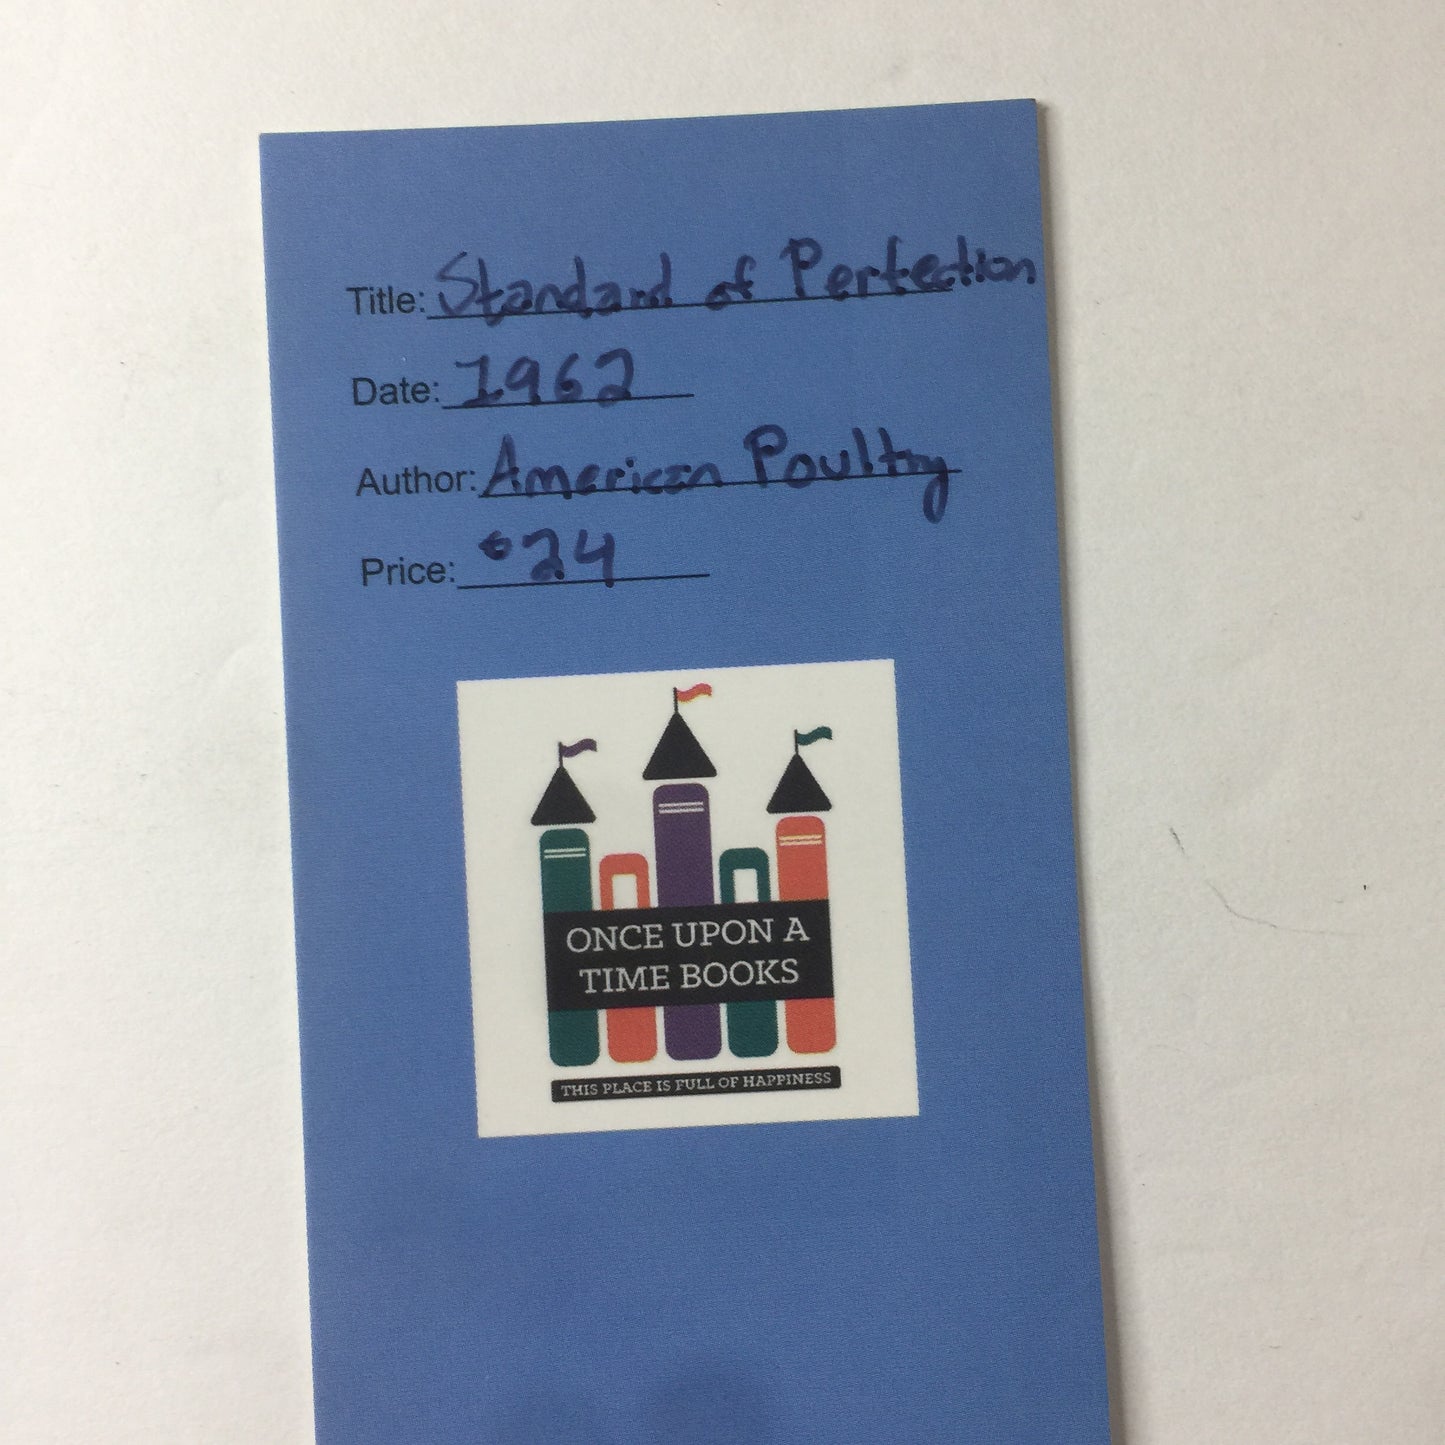 Title: Standard of Perfection
Date: 1962
Author: American Poultry
Price: $24
ONCE UPON A
TIME BOOKS
THIS PLACE IS FULL OF HAPPINESS